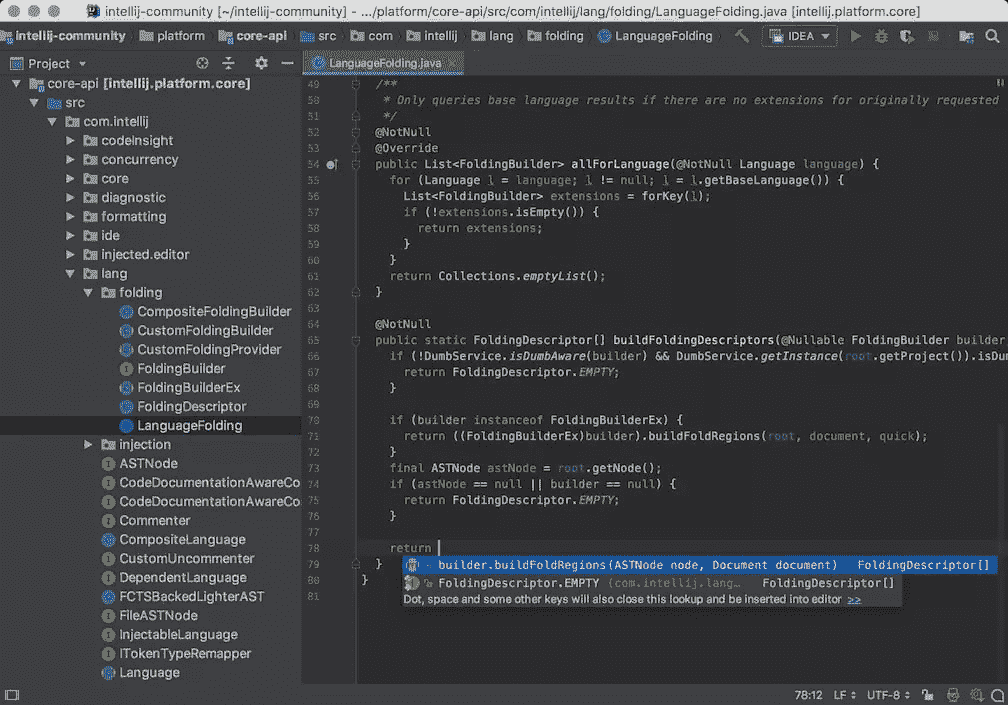 intellij-community [~/intellij-community] - .../platform/core-api/src/com/intellij/lang/folding/LanguageFolding.java [intellij.platform.core]
intellij-community platform core-api src com intellij lang folding LanguageFolding IDEA
Project
LanguageFolding.java
core-api [intellij.platform.core]
src
com.intellij
codeInsight
concurrency
core
diagnostic
formatting
ide
injected.editor
lang
folding
CompositeFoldingBuilder
CustomFoldingBuilder
CustomFoldingProvider
FoldingBuilder
FoldingBuilderEx
FoldingDescriptor
LanguageFolding
injection
ASTNode
CodeDocumentationAwareCo
CodeDocumentationAwareCo
Commenter
CompositeLanguage
CustomUncommenter
DependentLanguage
FCTSBackedLighterAST
FileASTNode
InjectableLanguage
ITokenTypeRemapper
Language
49 /**
50 * Only queries base language results if there are no extensions for originally requested
51 */
52 @NotNull
53 @Override
54 public List<FoldingBuilder> allForLanguage(@NotNull Language language) {
55 for (Language l = language; l != null; l = l.getBaseLanguage()) {
56 List<FoldingBuilder> extensions = forKey(l);
57 if (!extensions.isEmpty()) {
58 return extensions;
59 }
60 }
61 return Collections.emptyList();
62 }
63
64 @NotNull
65 public static FoldingDescriptor[] buildFoldingDescriptors(@Nullable FoldingBuilder builder,
66 if (!DumbService.isDumbAware(builder) && DumbService.getInstance(root.getProject()).isDum
67 return FoldingDescriptor.EMPTY;
68 }
69
70 if (builder instanceof FoldingBuilderEx) {
71 return ((FoldingBuilderEx)builder).buildFoldRegions(root, document, quick);
72 }
73 final ASTNode astNode = root.getNode();
74 if (astNode == null || builder == null) {
75 return FoldingDescriptor.EMPTY;
76 }
77
78 return
79 }
80 }
81
builder.buildFoldRegions(ASTNode node, Document document) FoldingDescriptor[]
FoldingDescriptor.EMPTY (com.intellij.lang… FoldingDescriptor[]
Dot, space and some other keys will also close this lookup and be inserted into editor >>
78:12 LF UTF-8